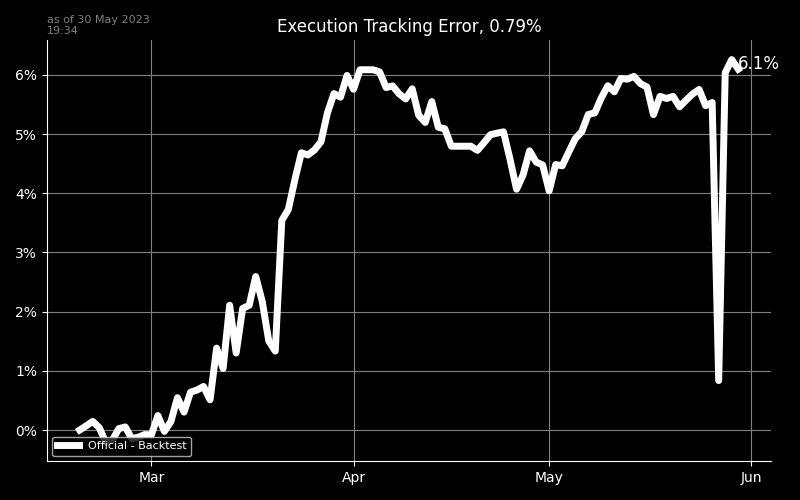 as of 30 May 2023
19:34
Execution Tracking Error, 0.79%
6.1%
6%
5%
4%
3%
2%
1%
0%
Official - Backtest
Mar Apr May Jun